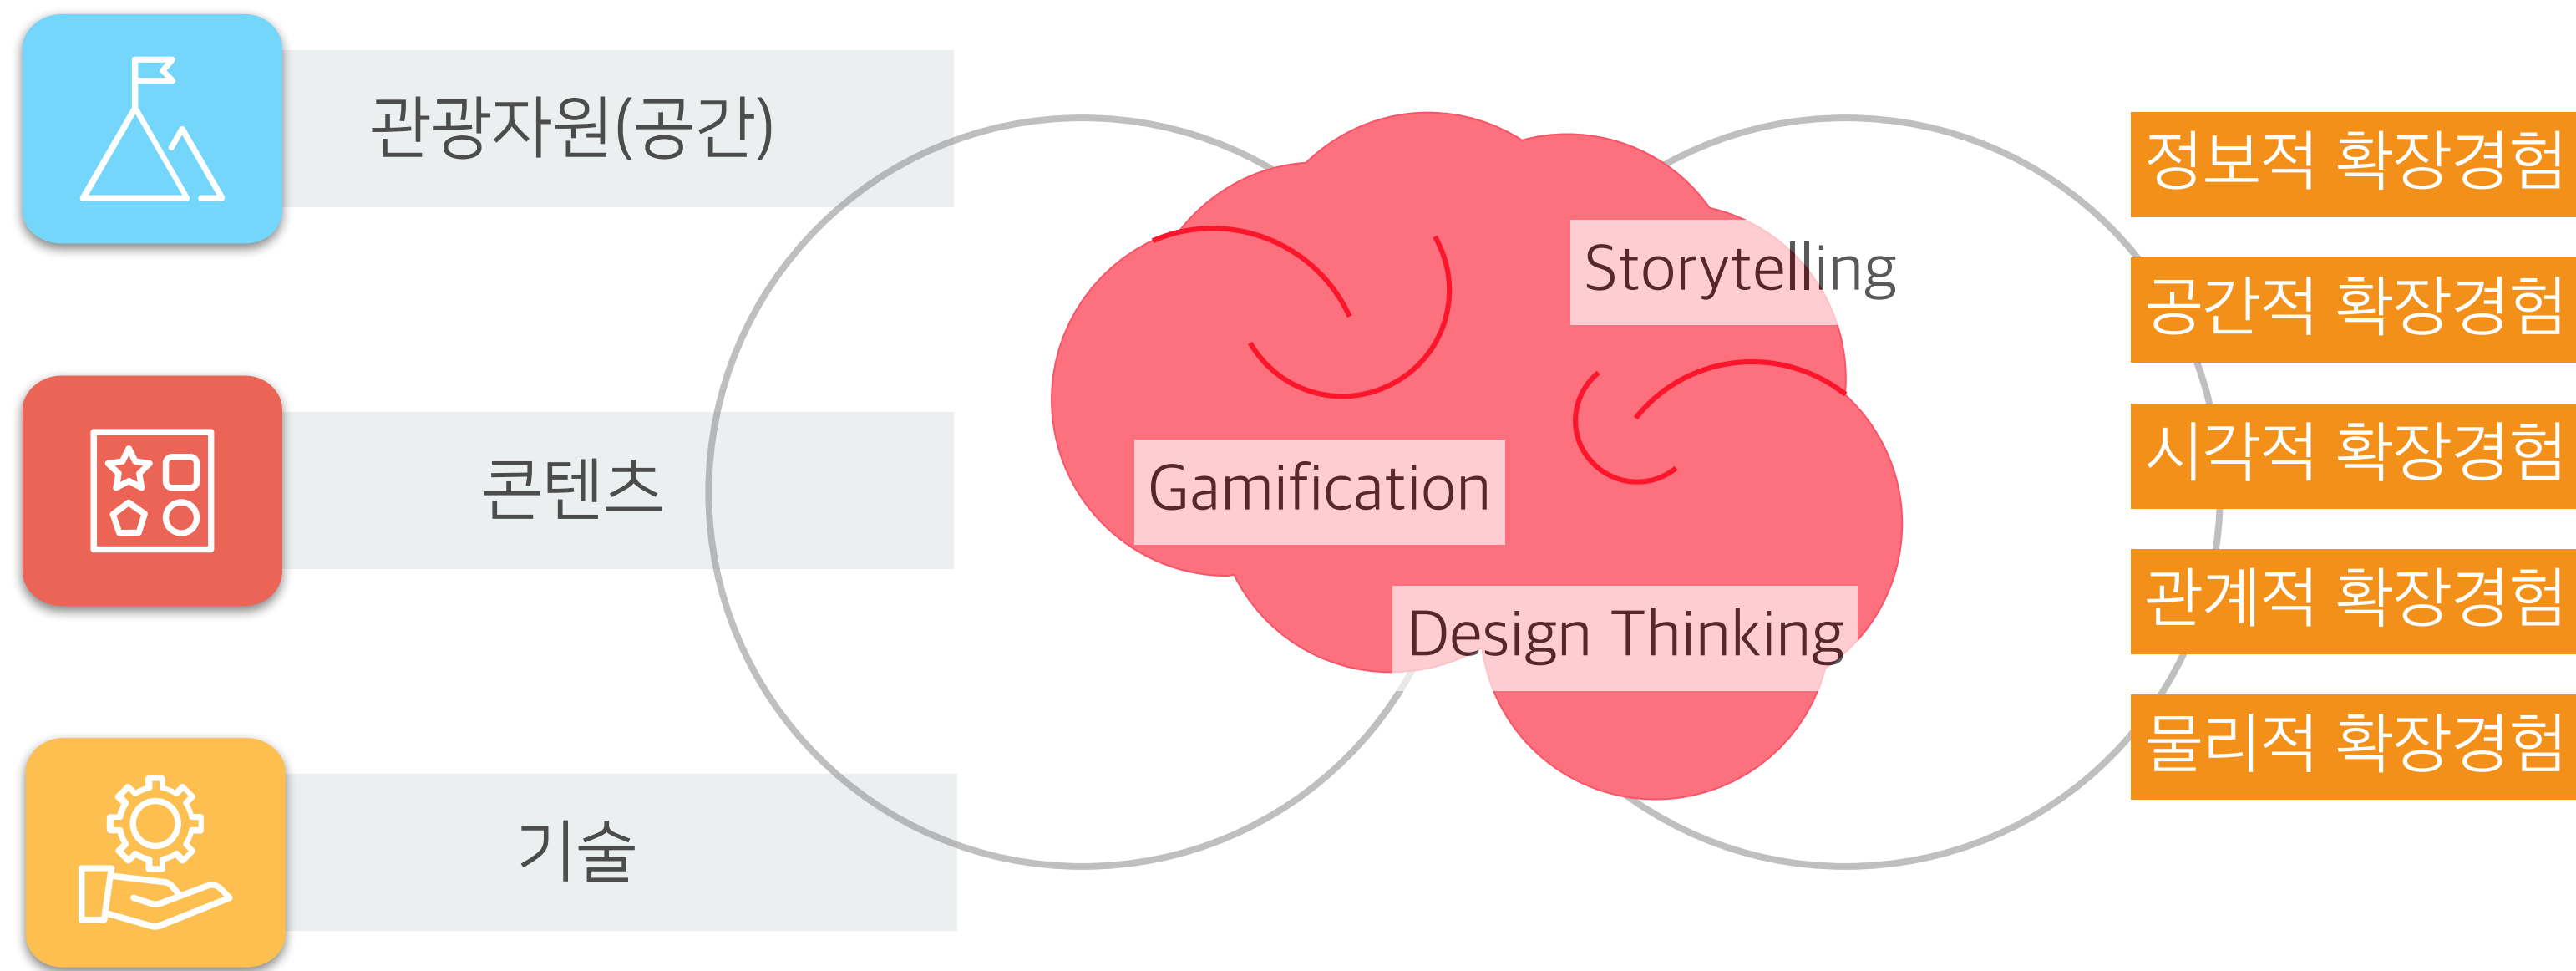 관광자원(공간)
콘텐츠
기술
Storytelling
Gamification
Design Thinking
정보적 확장경험
공간적 확장경험
시각적 확장경험
관계적 확장경험
물리적 확장경험